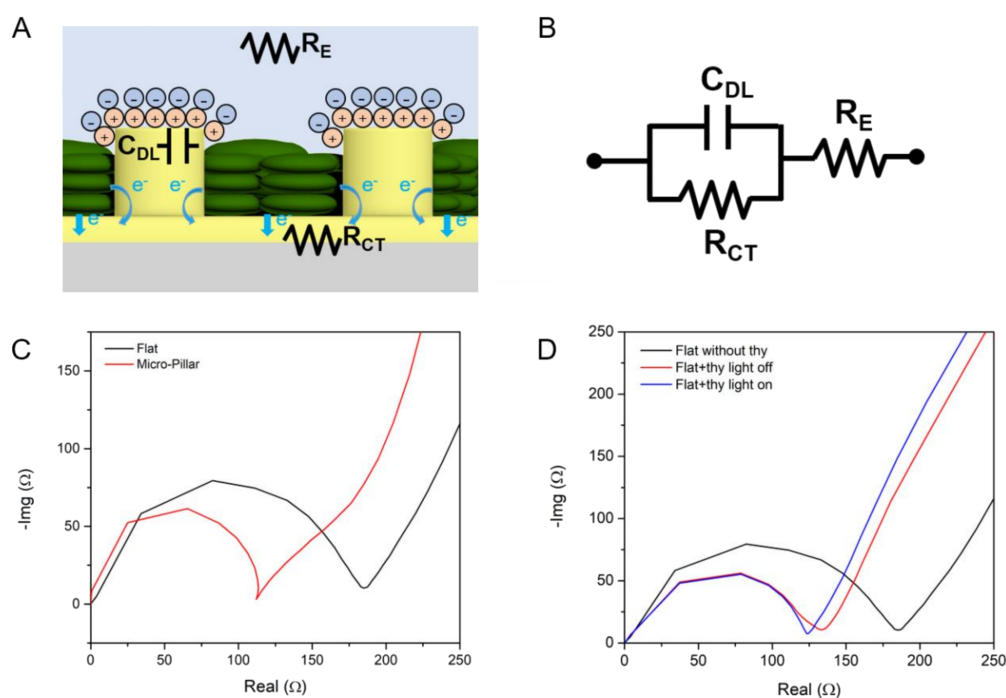 A
R_E
- - - - - - - -
+ + + + + + +
- - - - - - - -
+ + + + + + +
C_DL
e- e- e- e-
e- e- e-
R_CT
B
C_DL
R_E
R_CT
C
Flat
Micro-Pillar
150
100
50
0
-Img (Ω)
0 50 100 150 200 250
Real (Ω)
D
Flat without thy
Flat+thy light off
Flat+thy light on
250
200
150
100
50
0
-Img (Ω)
0 50 100 150 200 250
Real (Ω)